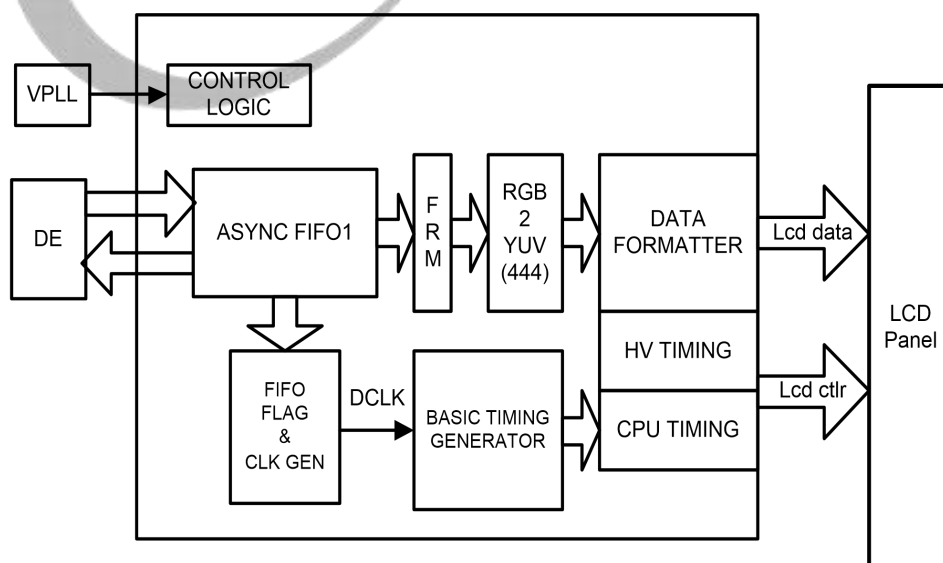 VPLL
CONTROL
LOGIC
DE
ASYNC FIFO1
F
R
M
RGB
2
YUV
(444)
DATA
FORMATTER
Lcd data
LCD
Panel
HV TIMING
Lcd ctlr
CPU TIMING
FIFO
FLAG
&
CLK GEN
DCLK
BASIC TIMING
GENERATOR